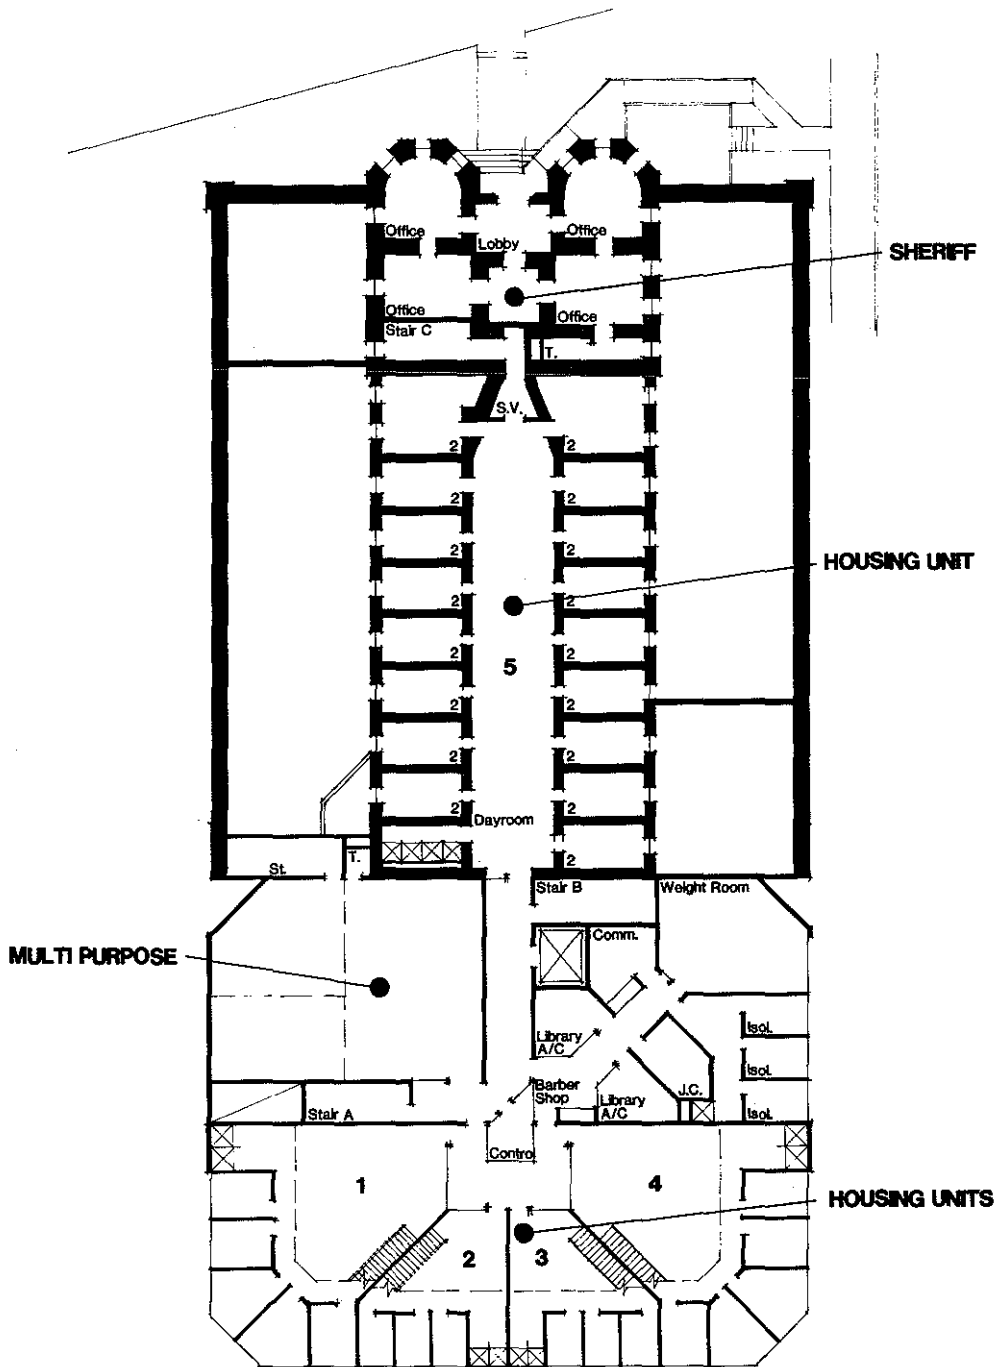 Office
Lobby
Office
SHERIFF
Office
Office
Stair C
T.
S.V.
2
2
2
2
2
2
HOUSING UNIT
2
2
5
2
2
2
2
2
2
2
2
Dayroom
2
T.
St.
Stair B
Weight Room
Comm.
MULTI PURPOSE
Library
A/C
Isol.
Isol.
Barber
Shop
Library
A/C
J.C.
Isol.
Stair A
Control
1
4
HOUSING UNITS
2
3